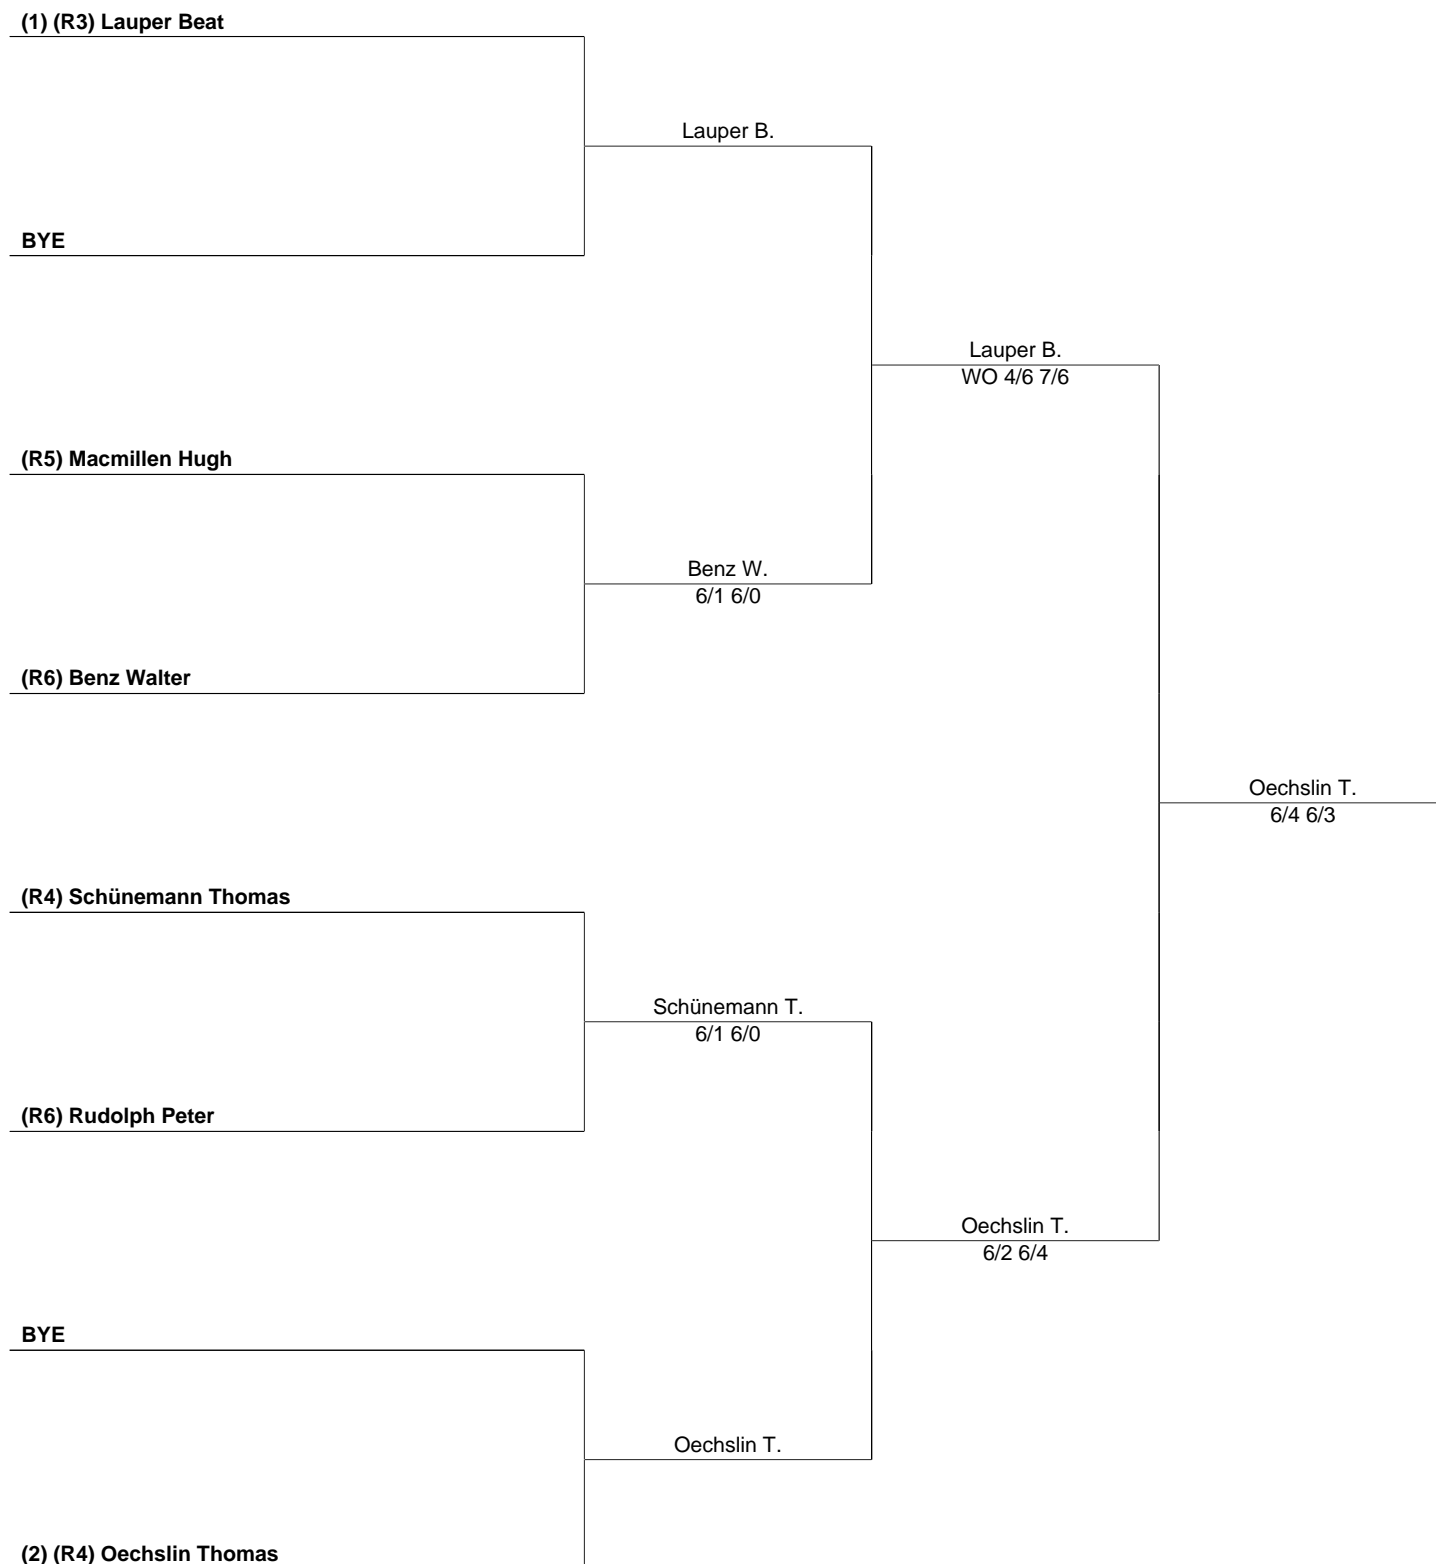 (1) (R3) Lauper Beat
Lauper B.
BYE
Lauper B.
WO 4/6 7/6
(R5) Macmillen Hugh
Benz W.
6/1 6/0
(R6) Benz Walter
Oechslin T.
6/4 6/3
(R4) Schünemann Thomas
Schünemann T.
6/1 6/0
(R6) Rudolph Peter
Oechslin T.
6/2 6/4
BYE
Oechslin T.
(2) (R4) Oechslin Thomas